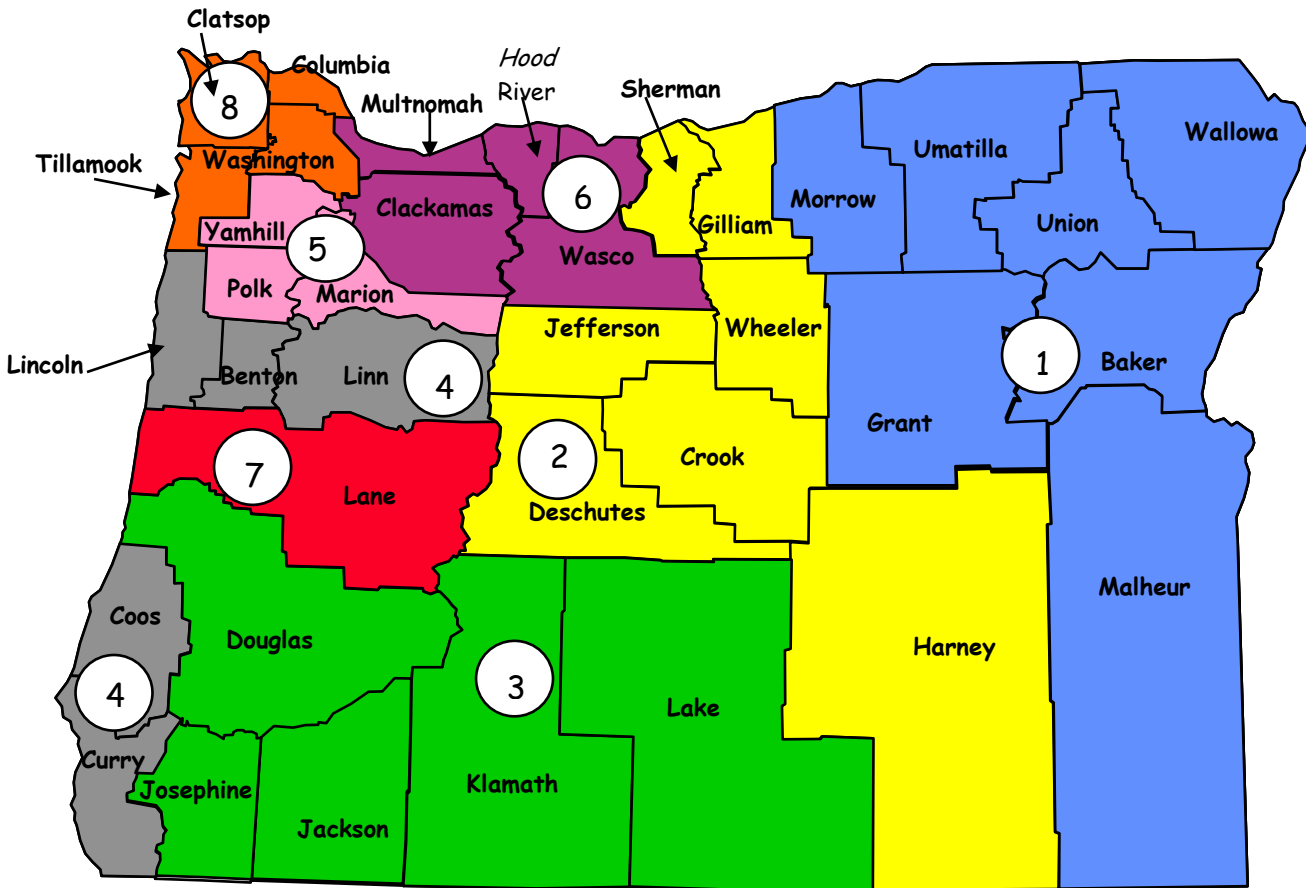 Clatsop
Columbia
Hood
River
Multnomah
Sherman
8
Tillamook
Washington
Umatilla
Wallowa
6
Morrow
Clackamas
Yamhill
5
Gilliam
Union
Wasco
Polk
Marion
Jefferson
Wheeler
Lincoln
Benton
Linn
4
1
Baker
Grant
7
2
Crook
Lane
Deschutes
Malheur
Coos
Douglas
Harney
4
3
Lake
Curry
Josephine
Klamath
Jackson